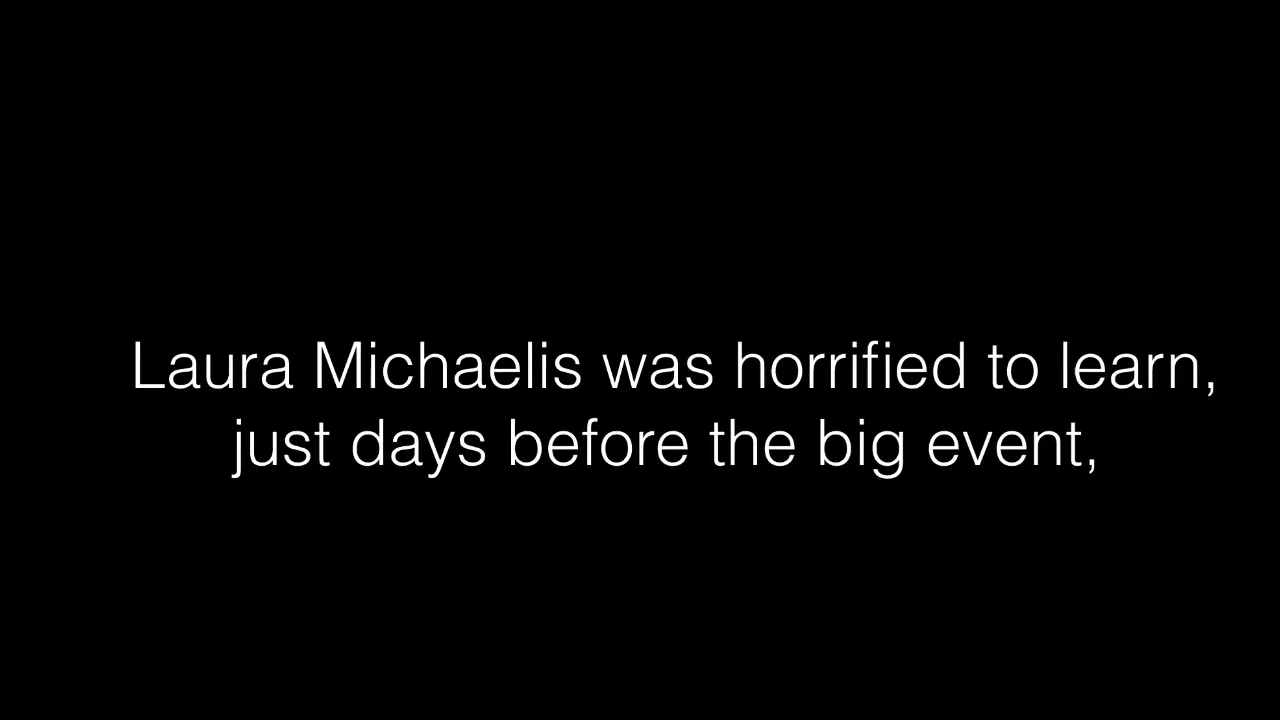 Laura Michaelis was horrified to learn,
just days before the big event,